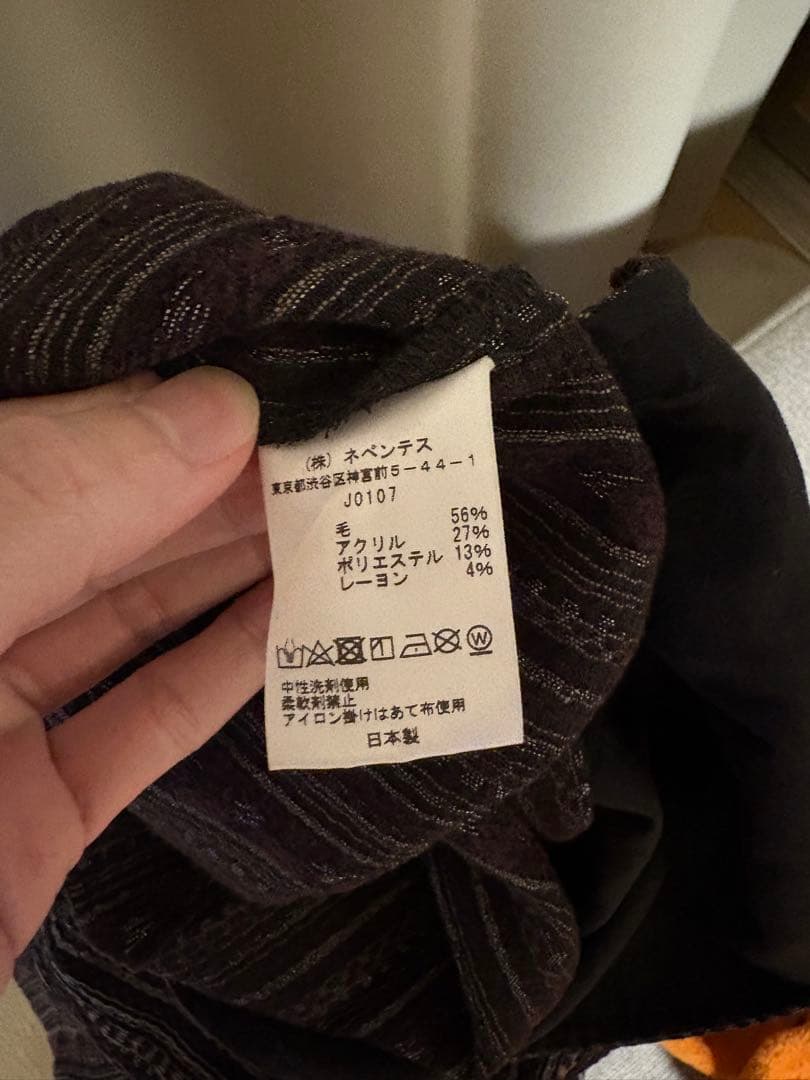 (株) ネペンテス
東京都渋谷区神宮前5-44-1
J0107
毛 56%
アクリル 27%
ポリエステル 13%
レーヨン 4%
W
中性洗剤使用
柔軟剤禁止
アイロン掛けはあて布使用
日本製